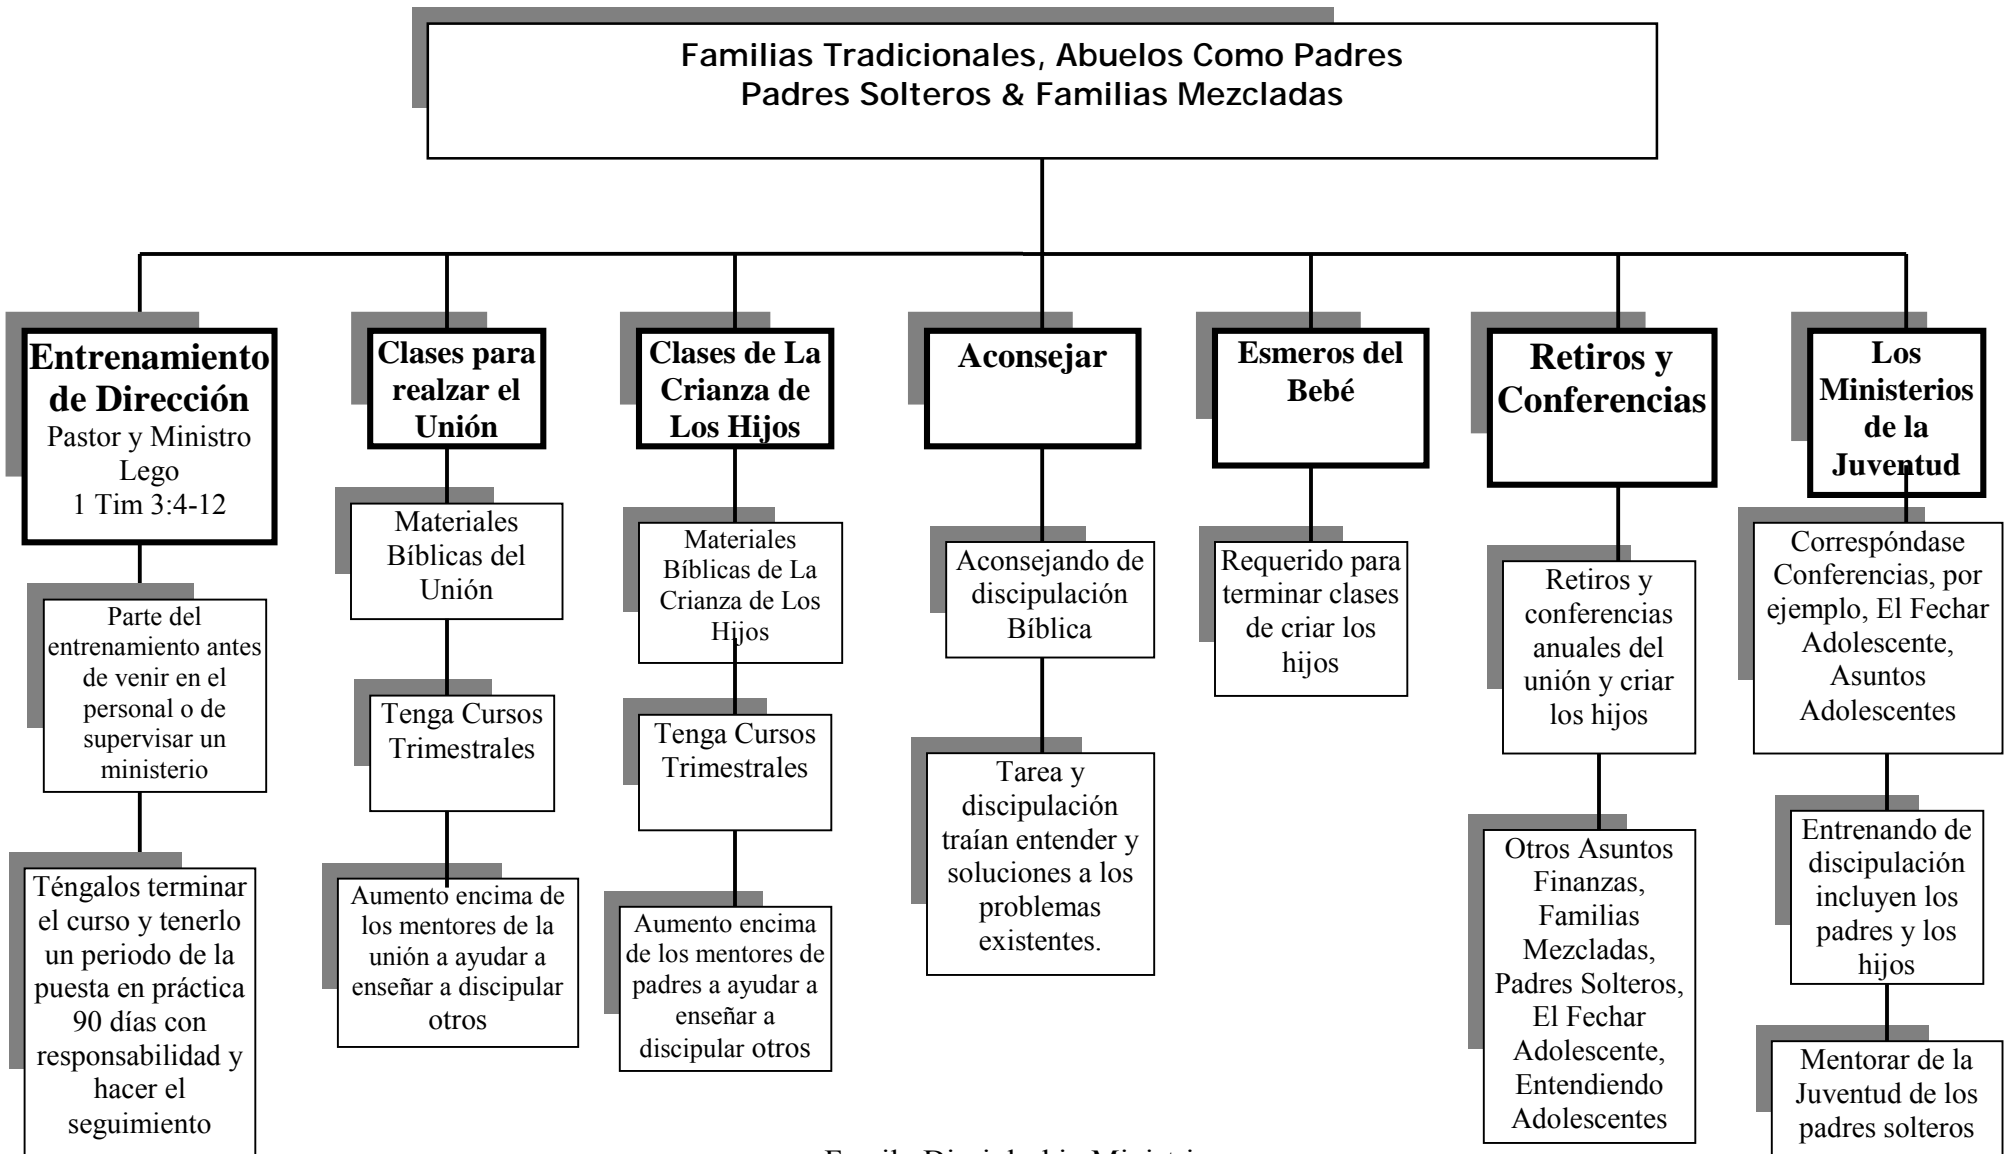 Familias Tradicionales, Abuelos Como Padres
Padres Solteros & Familias Mezcladas
Entrenamiento
de Dirección
Pastor y Ministro
Lego
1 Tim 3:4-12
Parte del
entrenamiento antes
de venir en el
personal o de
supervisar un
ministerio
Téngalos terminar
el curso y tenerlo
un periodo de la
puesta en práctica
90 días con
responsabilidad y
hacer el
seguimiento
Clases para
realzar el
Unión
Materiales
Bíblicas del
Unión
Tenga Cursos
Trimestrales
Aumento encima de
los mentores de la
unión a ayudar a
enseñar a discipular
otros
Clases de La
Crianza de
Los Hijos
Materiales
Bíblicas de La
Crianza de Los
Hijos
Tenga Cursos
Trimestrales
Aumento encima
de los mentores de
padres a ayudar a
enseñar a
discipular otros
Aconsejar
Aconsejando de
discipulación
Bíblica
Tarea y
discipulación
traían entender y
soluciones a los
problemas
existentes.
Esmeros del
Bebé
Requerido para
terminar clases
de criar los
hijos
Retiros y
Conferencias
Retiros y
conferencias
anuales del
unión y criar
los hijos
Otros Asuntos
Finanzas,
Familias
Mezcladas,
Padres Solteros,
El Fechar
Adolescente,
Entendiendo
Adolescentes
Los
Ministerios
de la
Juventud
Correspóndase
Conferencias, por
ejemplo, El Fechar
Adolescente,
Asuntos
Adolescentes
Entrenando de
discipulación
incluyen los
padres y los
hijos
Mentorar de la
Juventud de los
padres solteros